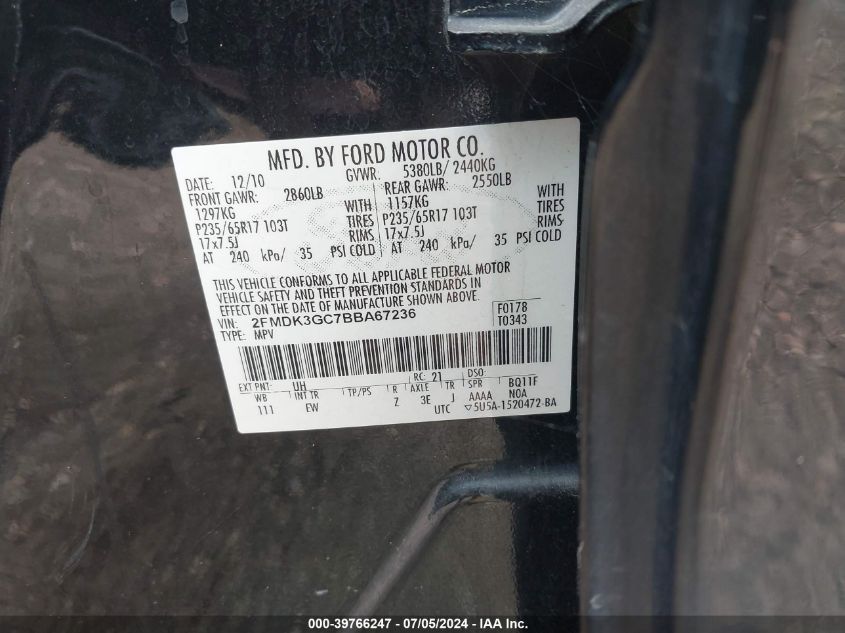 MFD. BY FORD MOTOR CO.
DATE: 12/10 GVWR: 5380LB/ 2440KG
FRONT GAWR: 2860LB REAR GAWR: 2550LB
1297KG WITH 1157KG WITH
P235/65R17 103T TIRES P235/65R17 103T TIRES
17x7.5J RIMS 17x7.5J RIMS
AT 240 kPa/ 35 PSI COLD AT 240 kPa/ 35 PSI COLD
THIS VEHICLE CONFORMS TO ALL APPLICABLE FEDERAL MOTOR
VEHICLE SAFETY AND THEFT PREVENTION STANDARDS IN
EFFECT ON THE DATE OF MANUFACTURE SHOWN ABOVE.
VIN: 2FMDK3GC7BBA67236 F0178
TYPE: MPV T0343
EXT PNT: UH RC: 21 DSO:
WB INT TR TP/PS R AXLE TR SPR BQ11F
111 EW Z 3E J AAAA NOA
UTC ▽5U5A-1520472-BA
000-39766247 - 07/05/2024 - IAAI.COM